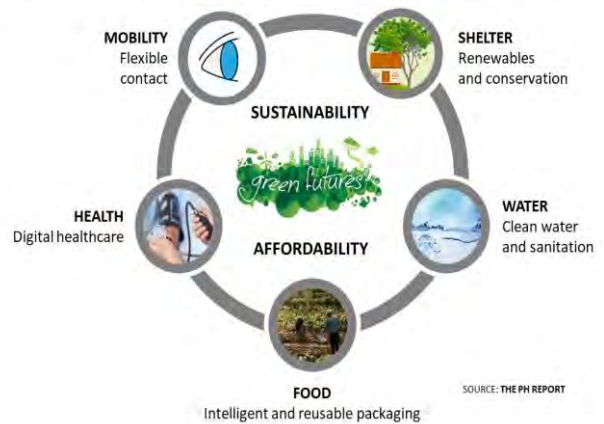 MOBILITY
Flexible
contact
SHELTER
Renewables
and conservation
SUSTAINABILITY
green futures
HEALTH
Digital healthcare
WATER
Clean water
and sanitation
AFFORDABILITY
FOOD
Intelligent and reusable packaging
SOURCE: THE PH REPORT